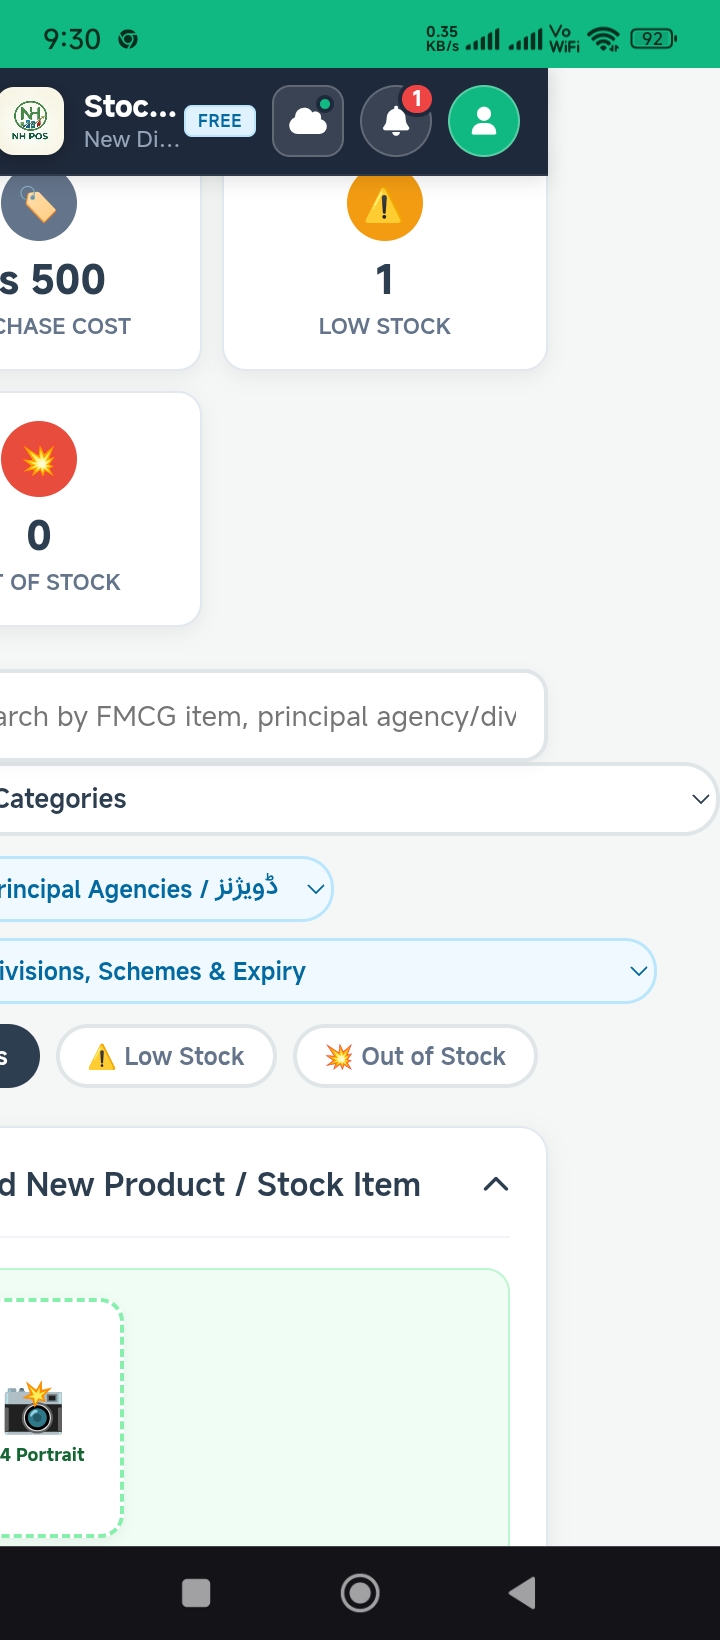 9:30
0.35 KB/s
Vo WiFi
92
NH POS
Stoc...
New Di...
FREE
1
s 500
CHASE COST
1
LOW STOCK
0
T OF STOCK
arch by FMCG item, principal agency/div
Categories
rincipal Agencies / ڈویژنز
ivisions, Schemes & Expiry
s
Low Stock
Out of Stock
d New Product / Stock Item
4 Portrait